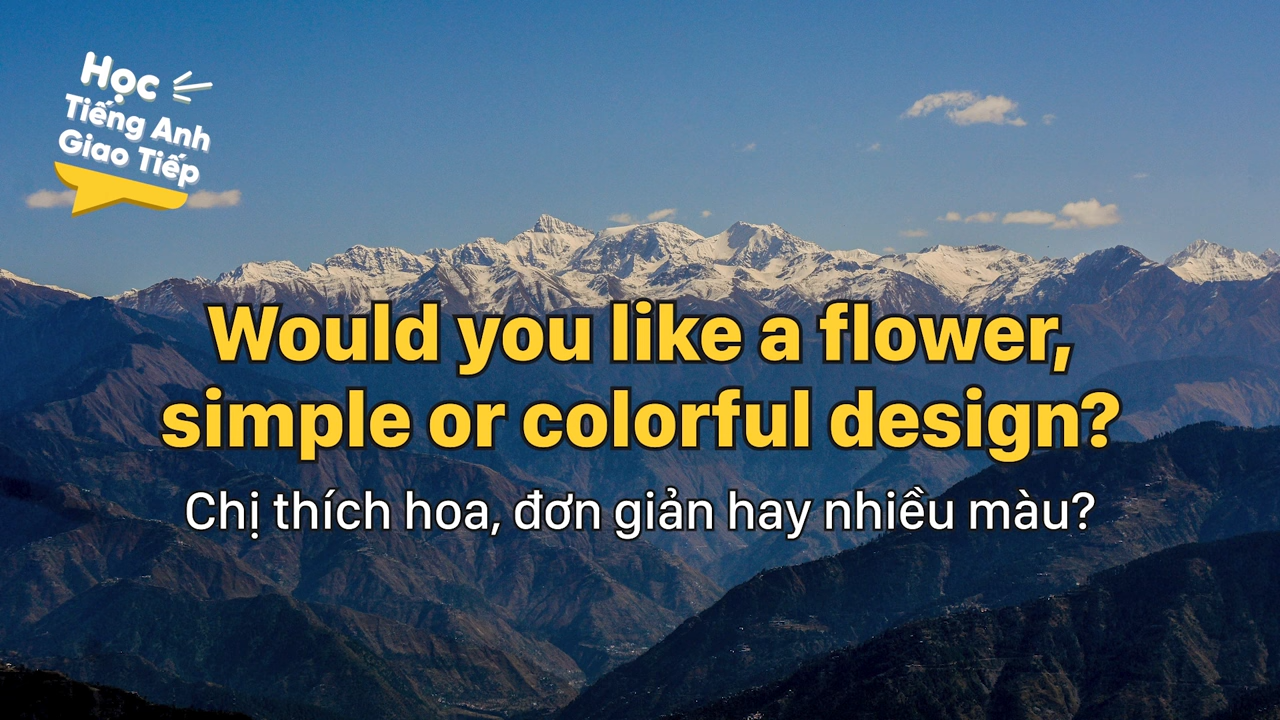 Học
Tiếng Anh
Giao Tiếp
Would you like a flower,
simple or colorful design?
Chị thích hoa, đơn giản hay nhiều màu?